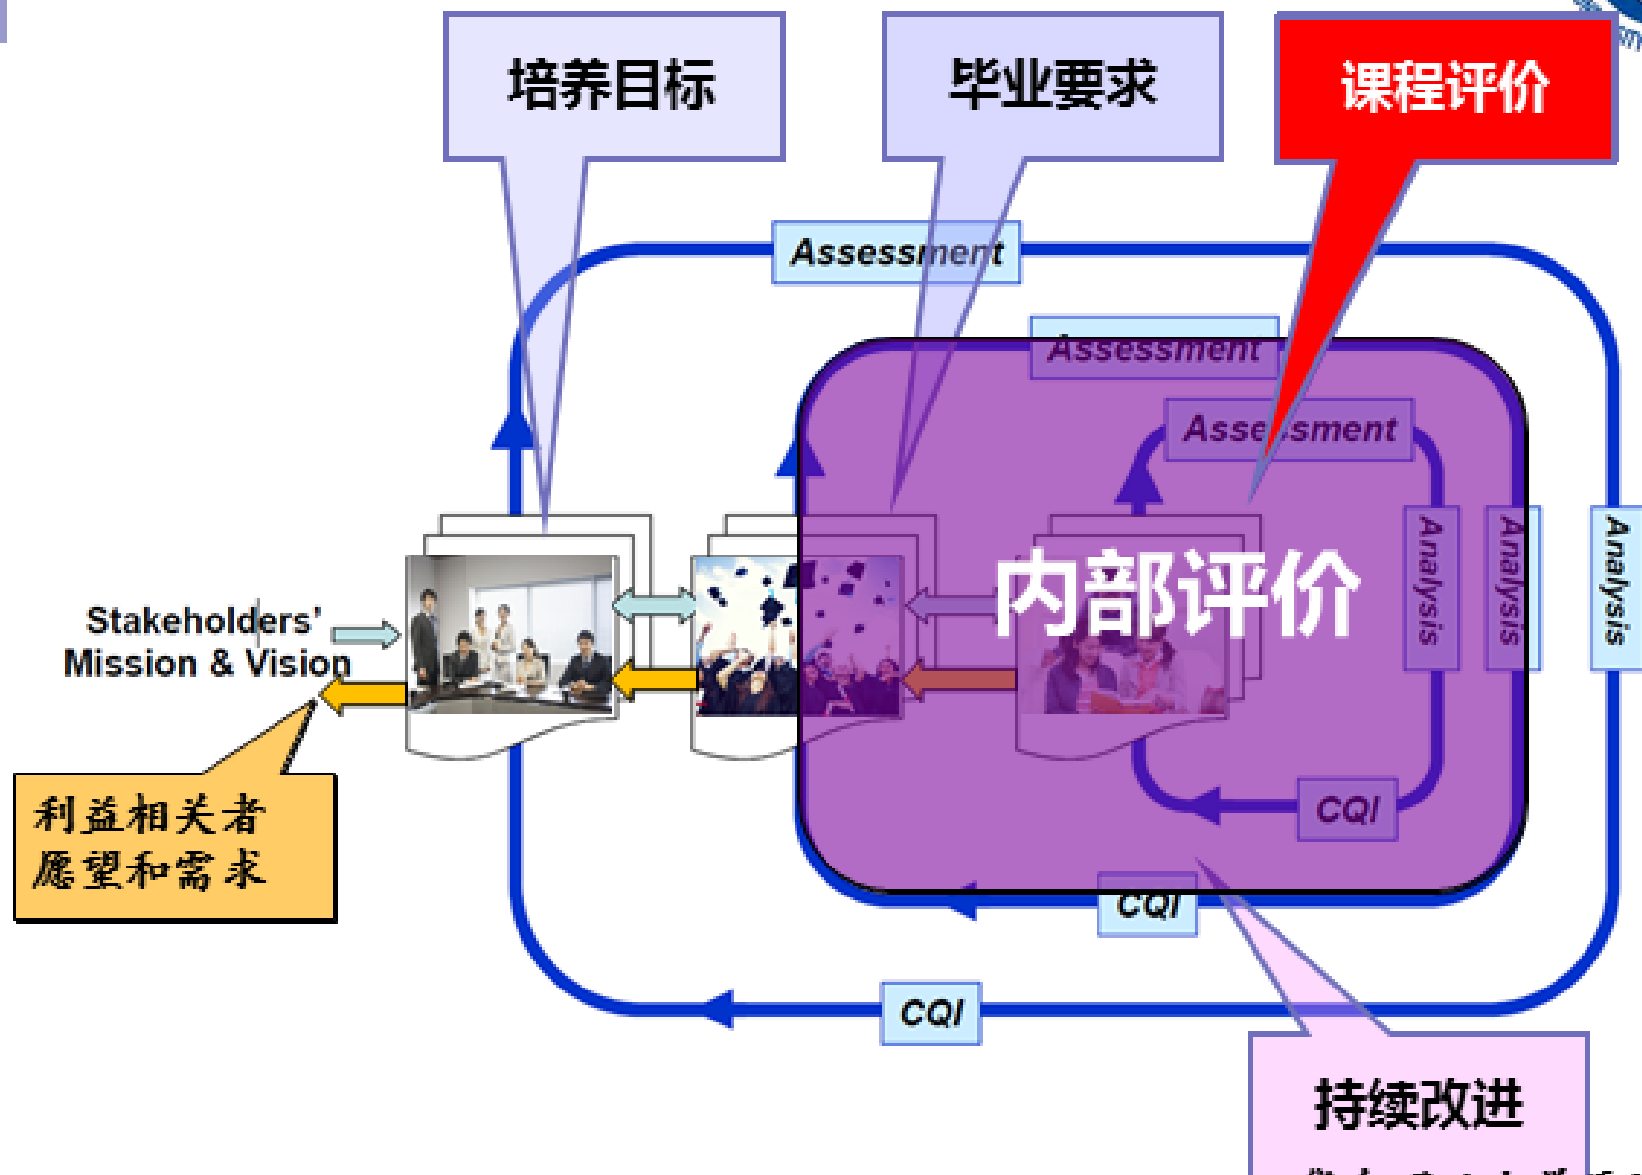 培养目标
毕业要求
课程评价
Assessment
Assessment
Assessment
Analysis
Analysis
Analysis
内部评价
Stakeholders'
Mission & Vision
利益相关者
愿望和需求
CQI
CQI
CQI
持续改进